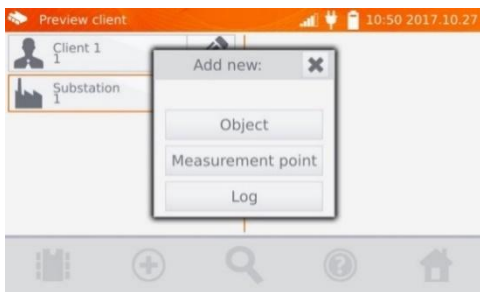 Preview client
10:50 2017.10.27
Client 1
1
Substation
1
Add new:
Object
Measurement point
Log